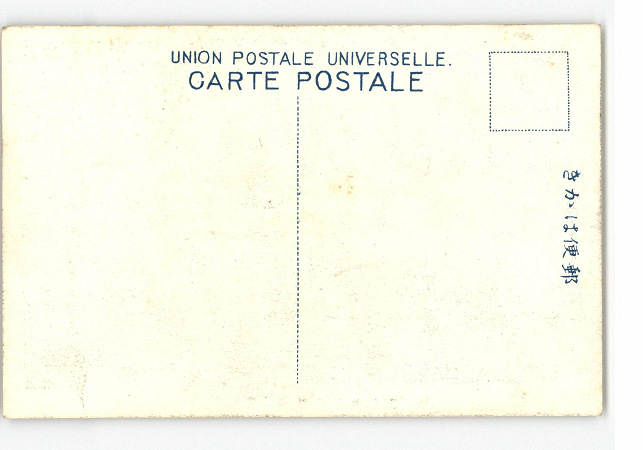 UNION POSTALE UNIVERSELLE.
CARTE POSTALE
きかは便郵